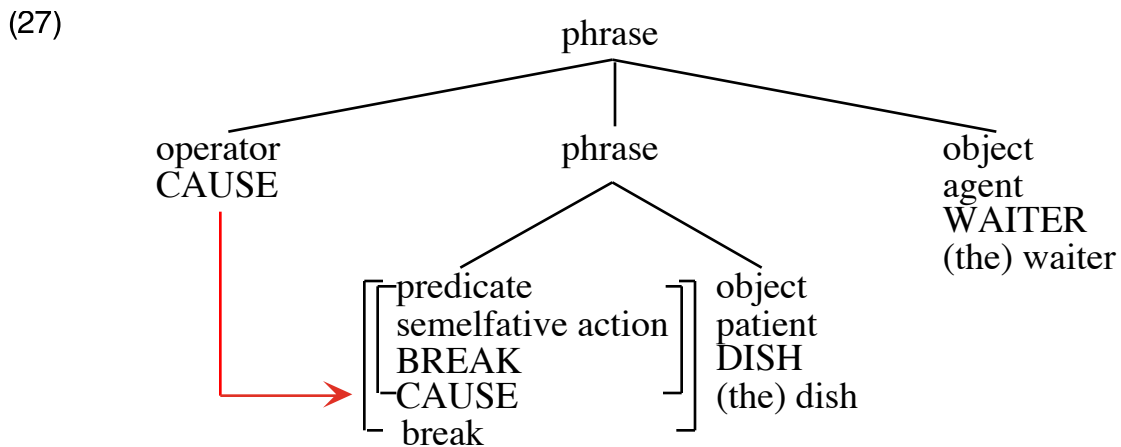 (27)
phrase
operator
CAUSE
phrase
object
agent
WAITER
(the) waiter
predicate
semelfative action
BREAK
CAUSE
break
object
patient
DISH
(the) dish